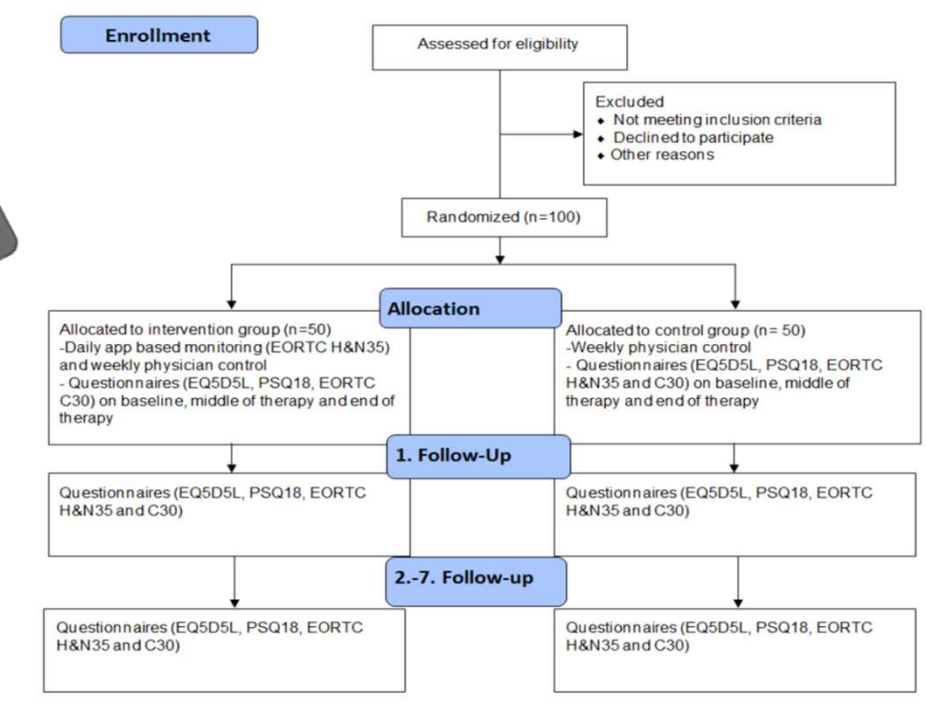 Enrollment
Assessed for eligibility
Excluded
♦ Not meeting inclusion criteria
♦ Declined to participate
♦ Other reasons
Randomized (n=100)
Allocation
Allocated to intervention group (n=50)
-Daily app based monitoring (EORTC H&N35)
and weekly physician control
- Questionnaires (EQ5D5L, PSQ18, EORTC
C30) on baseline, middle of therapy and end of
therapy
Allocated to control group (n= 50)
-Weekly physician control
- Questionnaires (EQ5D5L, PSQ18, EORTC
H&N35 and C30) on baseline, middle of
therapy and end of therapy
1. Follow-Up
Questionnaires (EQ5D5L, PSQ18, EORTC
H&N35 and C30)
Questionnaires (EQ5D5L, PSQ18, EORTC
H&N35 and C30)
2.-7. Follow-up
Questionnaires (EQ5D5L, PSQ18, EORTC
H&N35 and C30)
Questionnaires (EQ5D5L, PSQ18, EORTC
H&N35 and C30)